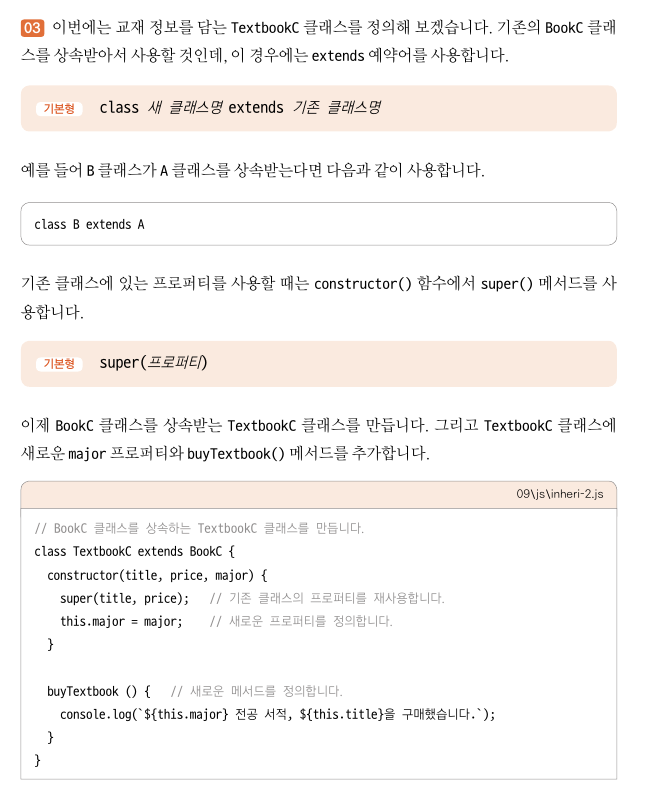 03 이번에는 교재 정보를 담는 TextbookC 클래스를 정의해 보겠습니다. 기존의 BookC 클래
스를 상속받아서 사용할 것인데, 이 경우에는 extends 예약어를 사용합니다.
기본형 class 새 클래스명 extends 기존 클래스명
예를 들어 B 클래스가 A 클래스를 상속받는다면 다음과 같이 사용합니다.
class B extends A
기존 클래스에 있는 프로퍼티를 사용할 때는 constructor() 함수에서 super() 메서드를 사
용합니다.
기본형 super(프로퍼티)
이제 BookC 클래스를 상속받는 TextbookC 클래스를 만듭니다. 그리고 TextbookC 클래스에
새로운 major 프로퍼티와 buyTextbook() 메서드를 추가합니다.
09\js\inheri-2.js
// BookC 클래스를 상속하는 TextbookC 클래스를 만듭니다.
class TextbookC extends BookC {
  constructor(title, price, major) {
    super(title, price);   // 기존 클래스의 프로퍼티를 재사용합니다.
    this.major = major;    // 새로운 프로퍼티를 정의합니다.
  }
  buyTextbook () {   // 새로운 메서드를 정의합니다.
    console.log(`${this.major} 전공 서적, ${this.title}을 구매했습니다.`);
  }
}